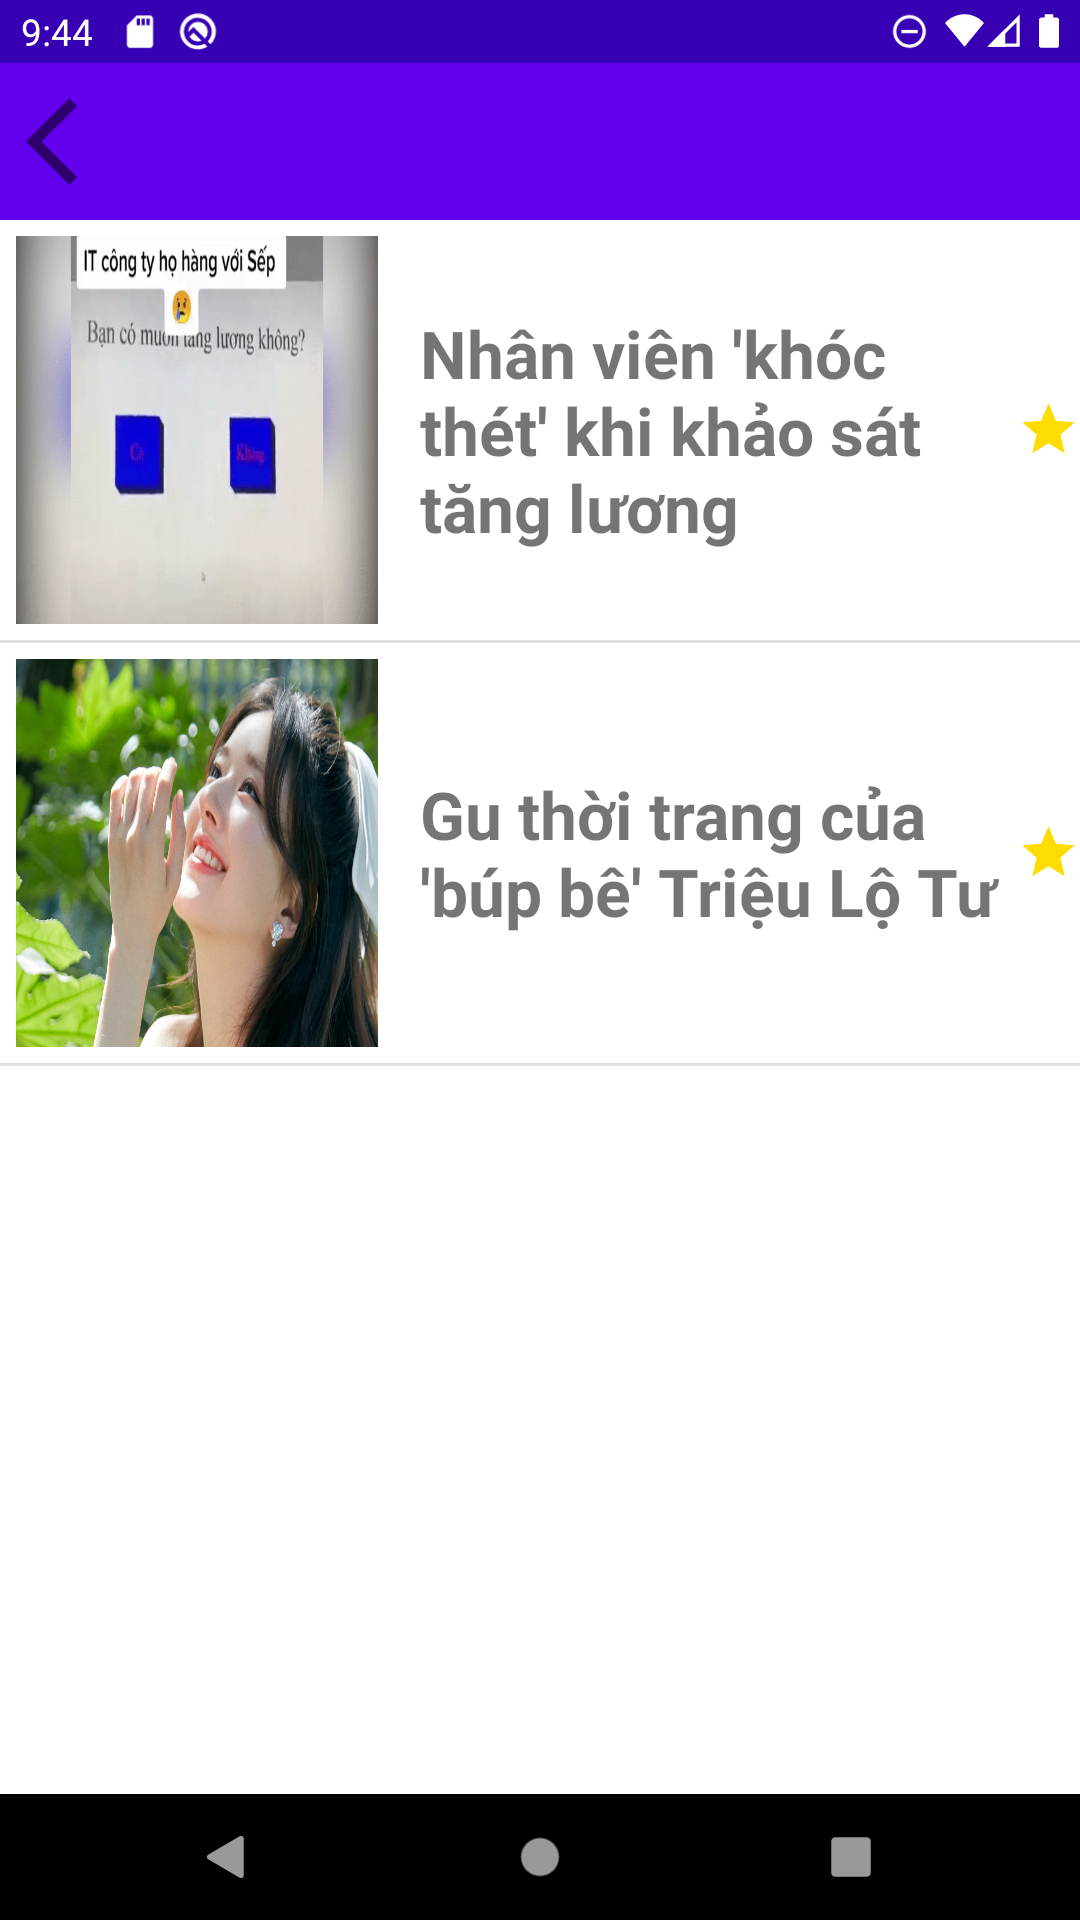 9:44
IT công ty họ hàng với Sếp
Bạn có muốn tăng lương không?
Có
Không
Nhân viên 'khóc
thét' khi khảo sát
tăng lương
Gu thời trang của
'búp bê' Triệu Lộ Tư